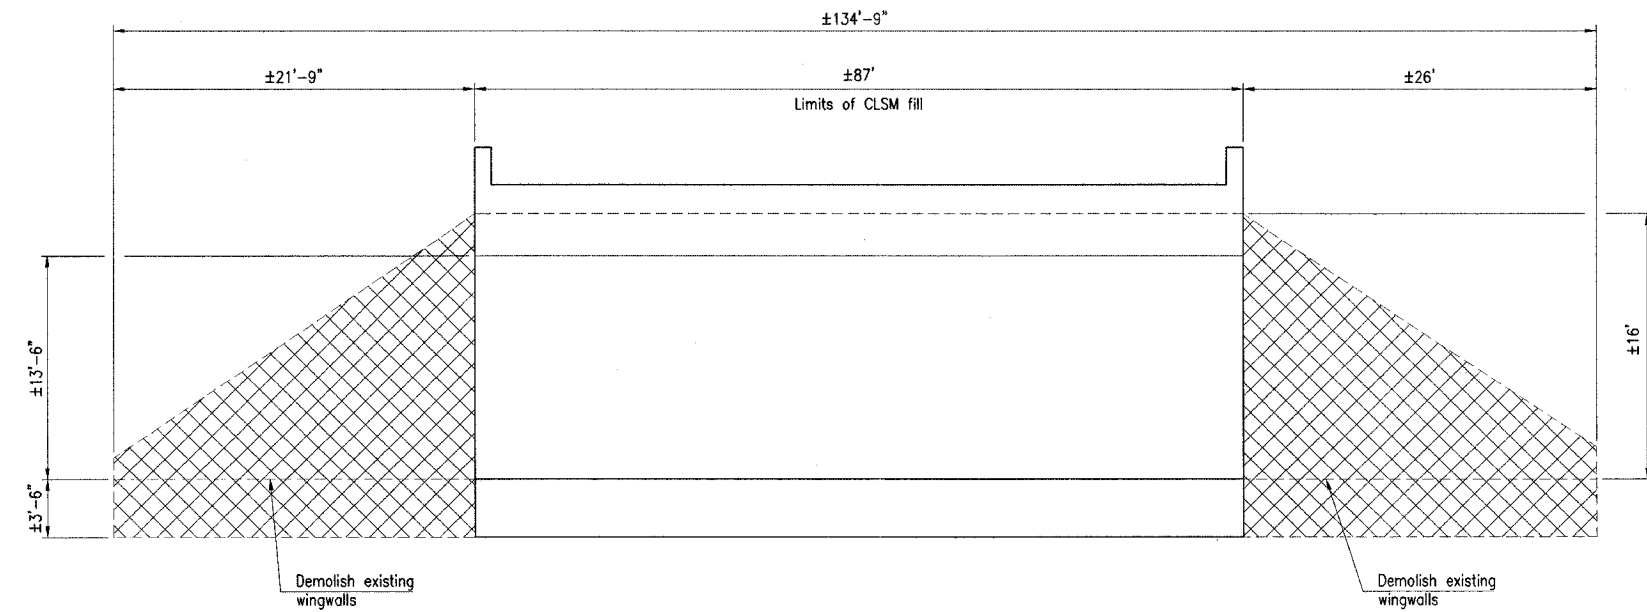 ±134'-9"
±21'-9"
±87'
±26'
Limits of CLSM fill
±13'-6"
±16'
±3'-6"
Demolish existing
wingwalls
Demolish existing
wingwalls